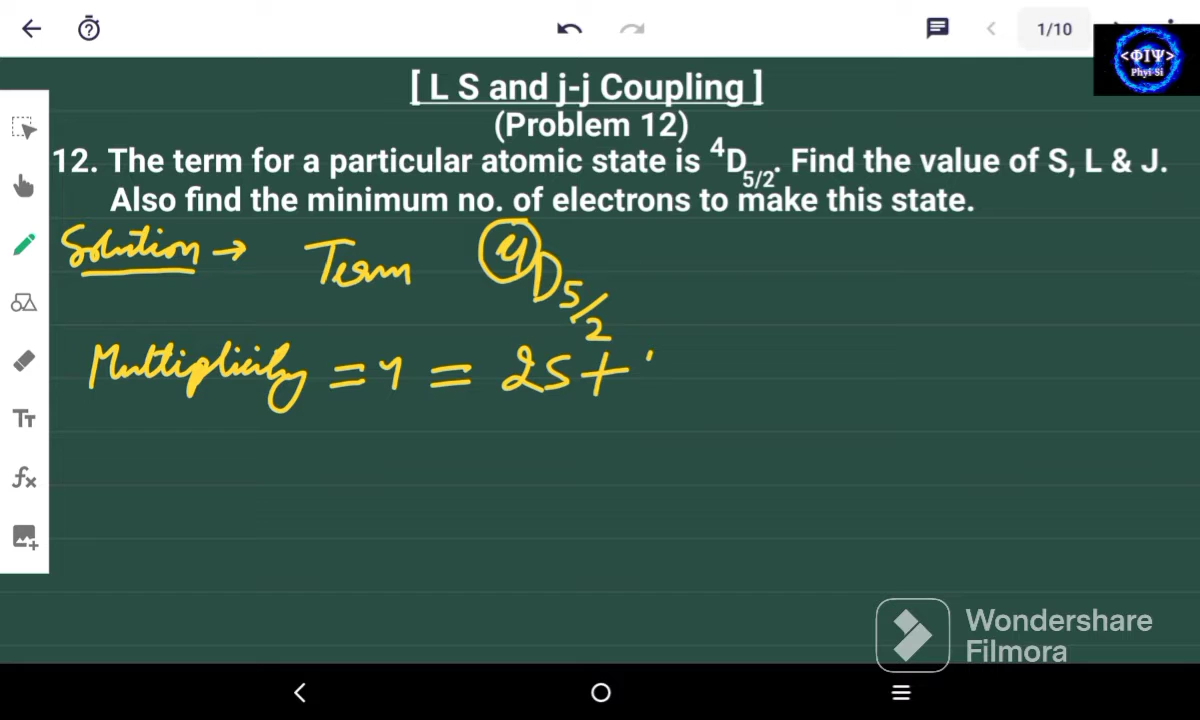 1/10
<ΦIΨ>
Phyi Si
[ L S and j-j Coupling ]
(Problem 12)
12. The term for a particular atomic state is ⁴D5/2. Find the value of S, L & J.
Also find the minimum no. of electrons to make this state.
Solution → Term ⁴D5/2
Multiplicity = 4 = 2S + '
Tт
fx
Wondershare
Filmora